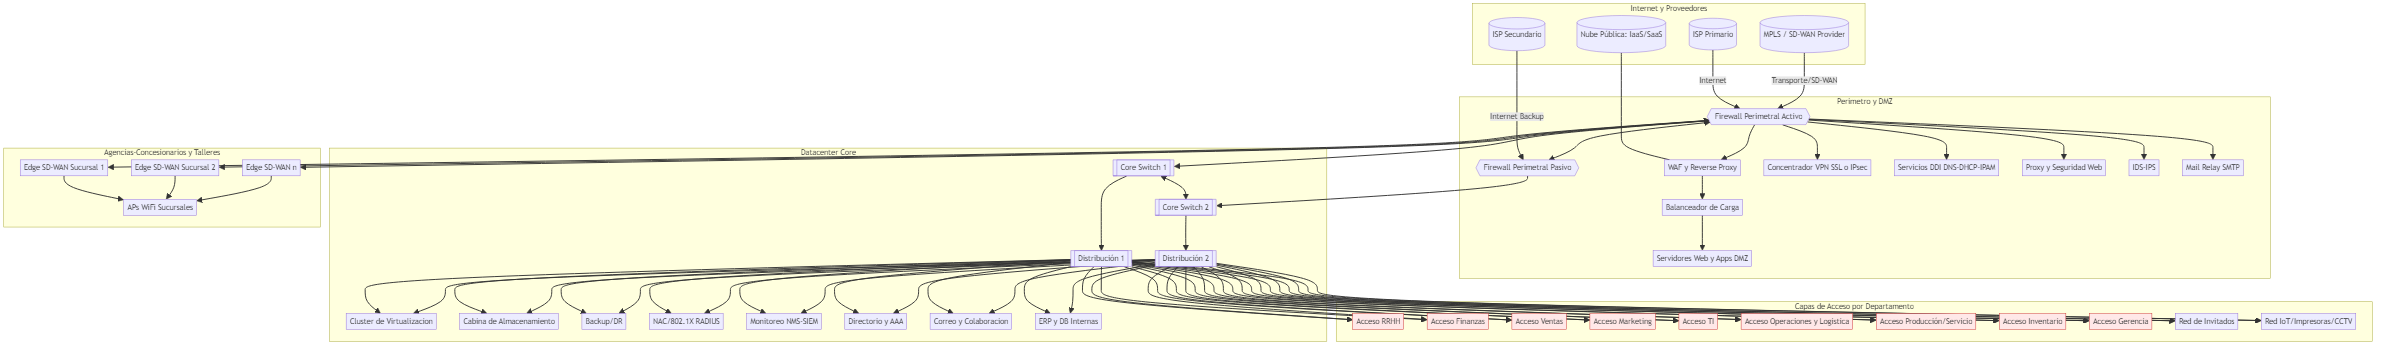 Internet y Proveedores
ISP Secundario
Nube Pública: IaaS/SaaS
ISP Primario
MPLS / SD-WAN Provider
Internet
Transporte/SD-WAN
Perimetro y DMZ
Internet Backup
Firewall Perimetral Activo
Firewall Perimetral Pasivo
WAF y Reverse Proxy
Concentrador VPN SSL o IPsec
Servicios DDI DNS-DHCP-IPAM
Proxy y Seguridad Web
IDS-IPS
Mail Relay SMTP
Balanceador de Carga
Servidores Web y Apps DMZ
Agencias-Concesionarios y Talleres
Edge SD-WAN Sucursal 1
Edge SD-WAN Sucursal 2
Edge SD-WAN n
APs WiFi Sucursales
Datacenter Core
Core Switch 1
Core Switch 2
Distribución 1
Distribución 2
Cluster de Virtualizacion
Cabina de Almacenamiento
Backup/DR
NAC/802.1X RADIUS
Monitoreo NMS-SIEM
Directorio y AAA
Correo y Colaboracion
ERP y DB Internas
Capas de Acceso por Departamento
Acceso RRHH
Acceso Finanzas
Acceso Ventas
Acceso Marketing
Acceso TI
Acceso Operaciones y Logística
Acceso Producción/Servicio
Acceso Inventario
Acceso Gerencia
Red de Invitados
Red IoT/Impresoras/CCTV